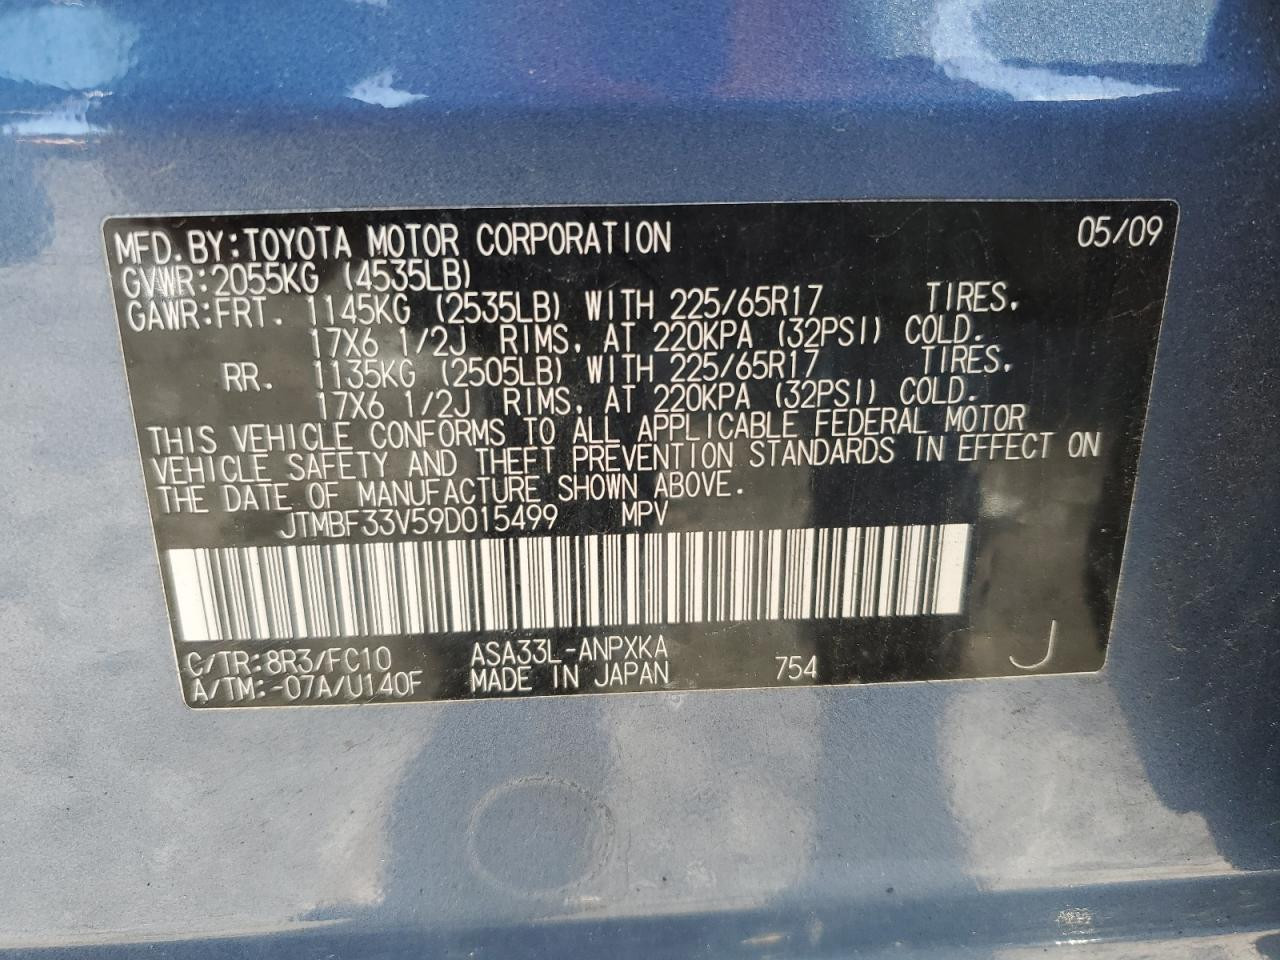 MFD.BY:TOYOTA MOTOR CORPORATION 05/09
GVWR:2055KG (4535LB)
GAWR:FRT. 1145KG (2535LB) WITH 225/65R17 TIRES,
17X6 1/2J RIMS, AT 220KPA (32PSI) COLD.
RR. 1135KG (2505LB) WITH 225/65R17 TIRES,
17X6 1/2J RIMS, AT 220KPA (32PSI) COLD.
THIS VEHICLE CONFORMS TO ALL APPLICABLE FEDERAL MOTOR
VEHICLE SAFETY AND THEFT PREVENTION STANDARDS IN EFFECT ON
THE DATE OF MANUFACTURE SHOWN ABOVE.
JTMBF33V59D015499 MPV
C/TR:8R3/FC10 ASA33L-ANPXKA
A/TM:-07A/U140F MADE IN JAPAN 754 J